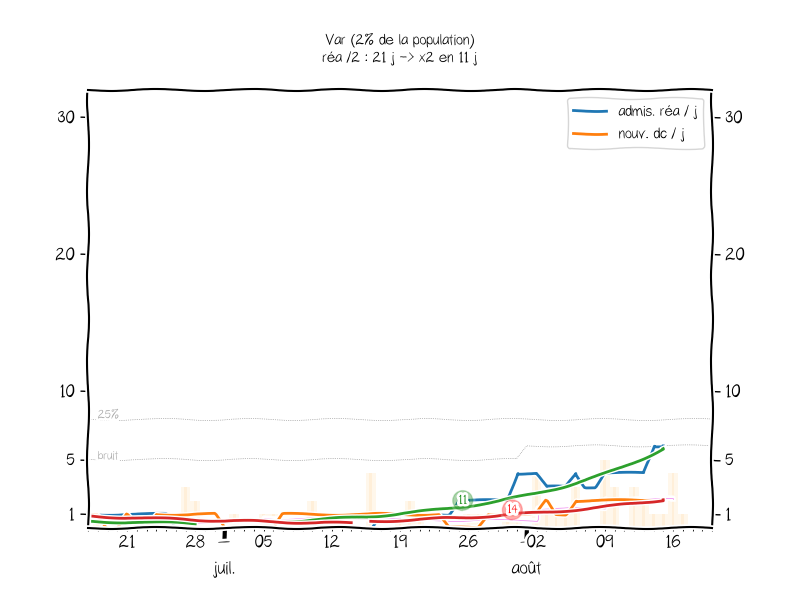 Var (2% de la population)
réa /2 : 21 j -> x2 en 11 j
admis. réa / j
nouv. dc / j
30
30
20
20
10
10
25%
bruit
5
5
11
14
1
1
21 28 05 12 19 26 02 09 16
juil. août